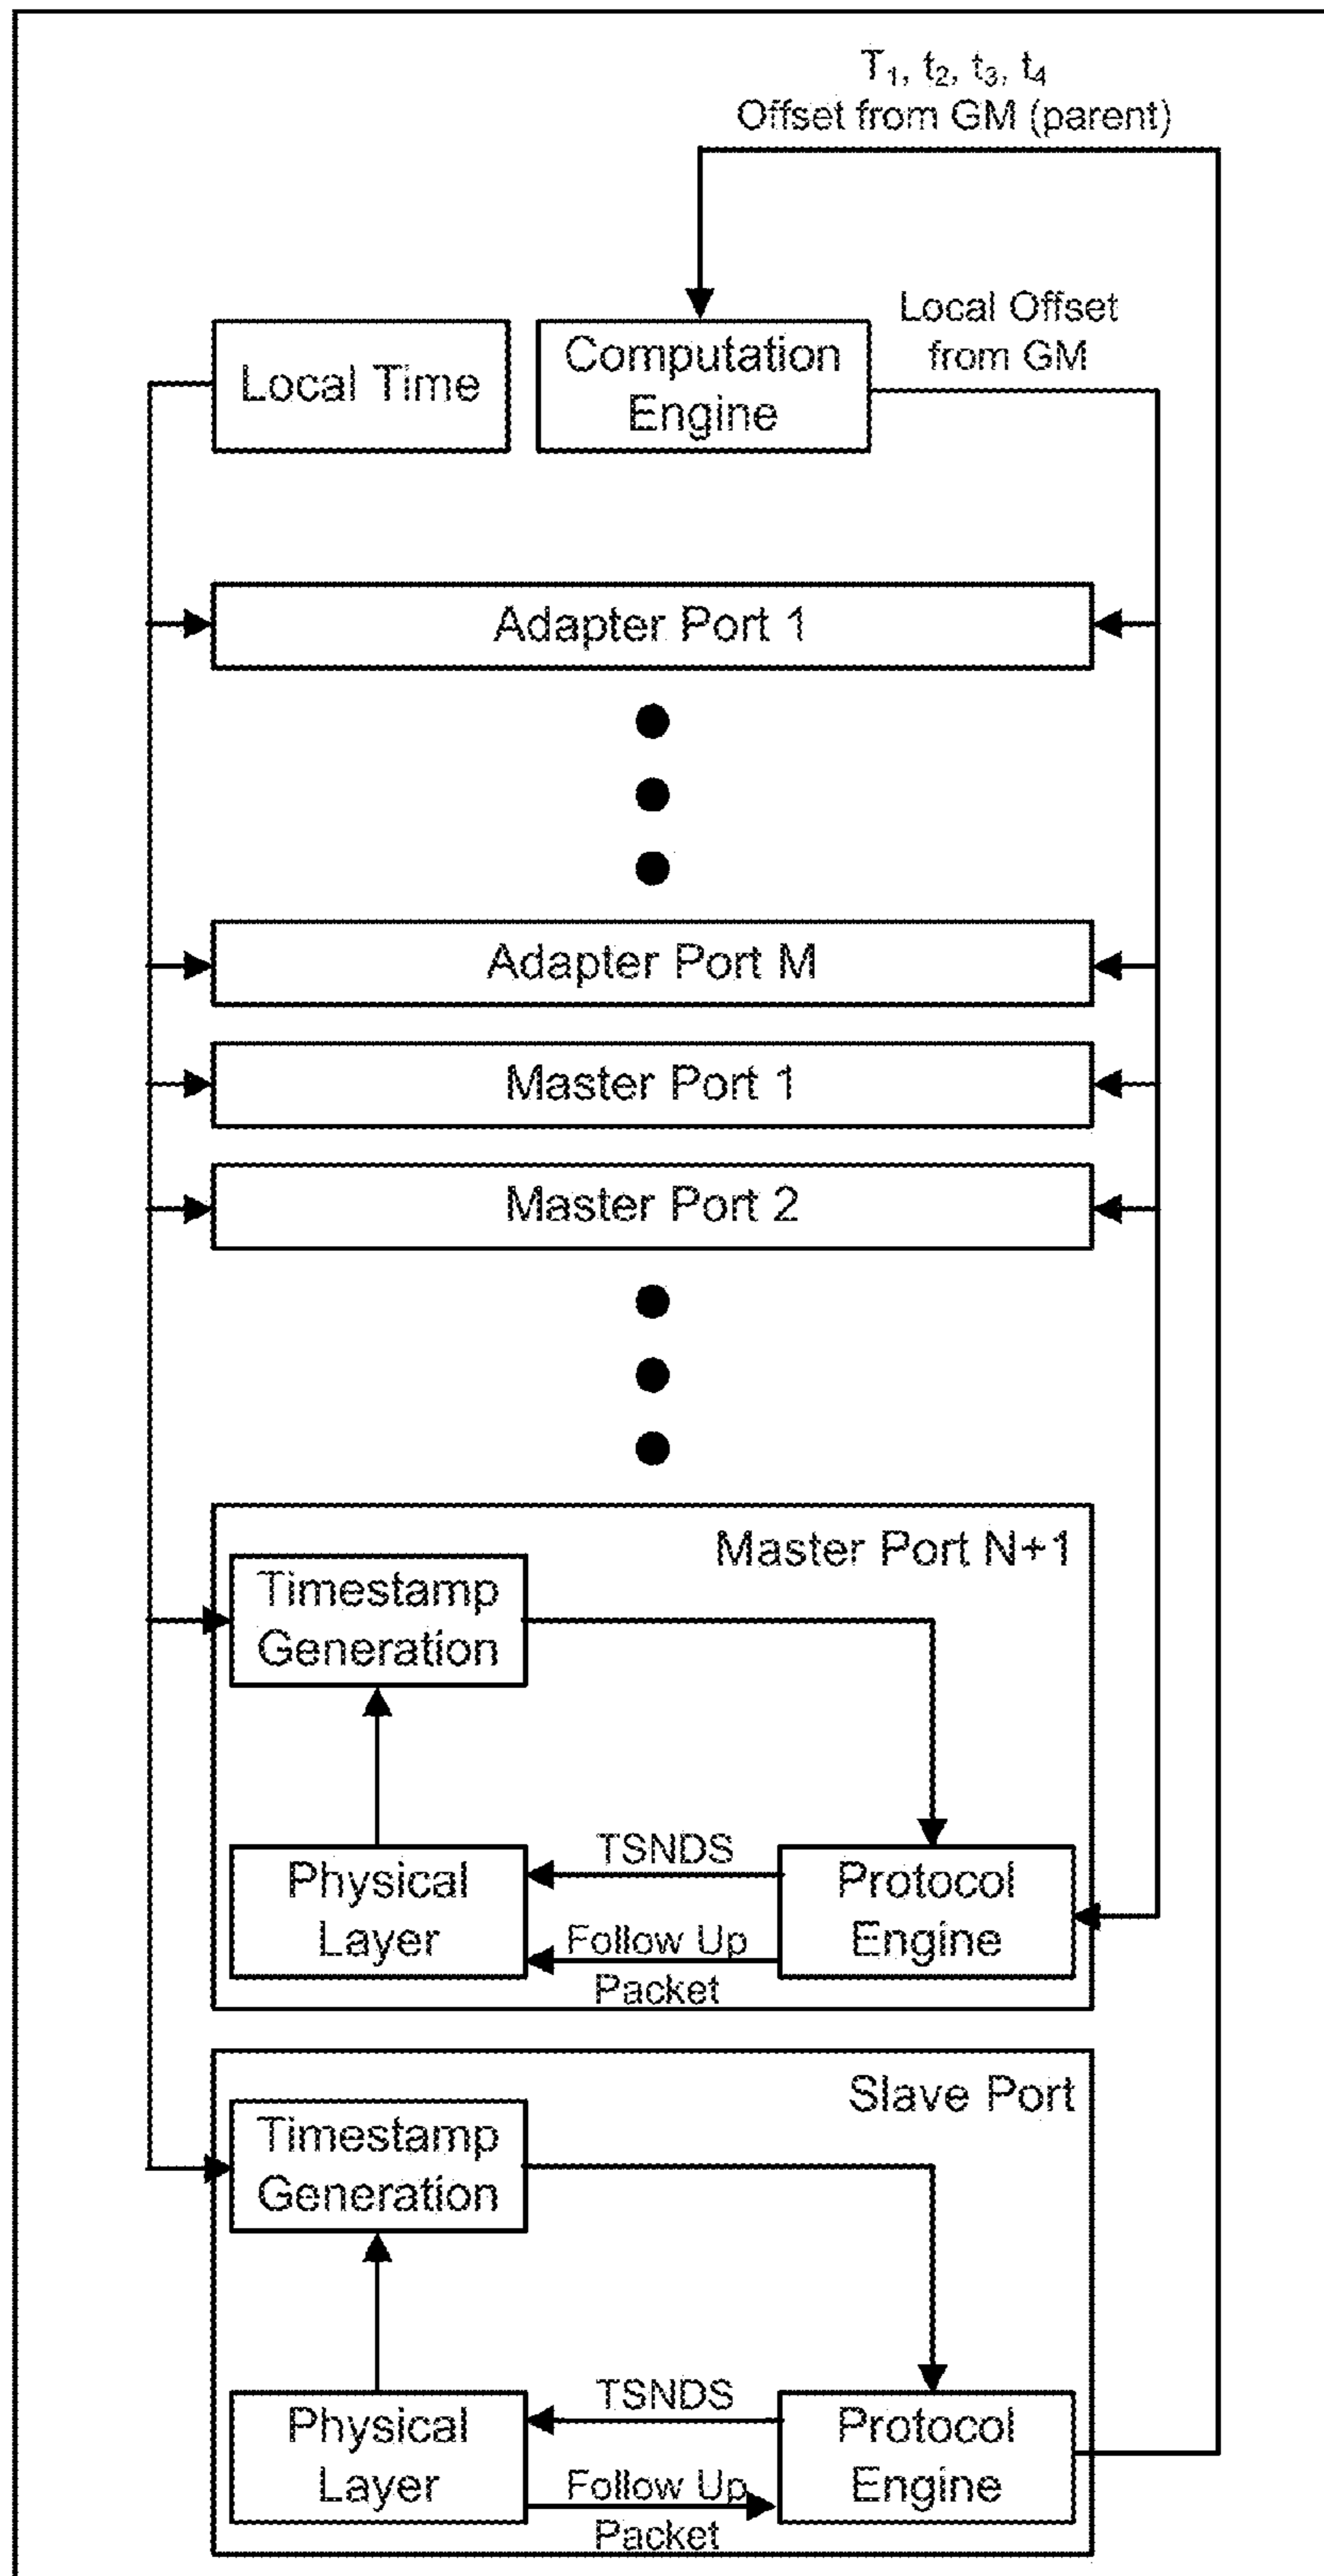 T₁, t₂, t₃, t₄
Offset from GM (parent)
Local Time
Computation
Engine
Local Offset
from GM
Adapter Port 1
Adapter Port M
Master Port 1
Master Port 2
Master Port N+1
Timestamp
Generation
TSNDS
Physical
Layer
Protocol
Engine
Follow Up
Packet
Slave Port
Timestamp
Generation
TSNDS
Physical
Layer
Protocol
Engine
Follow Up
Packet